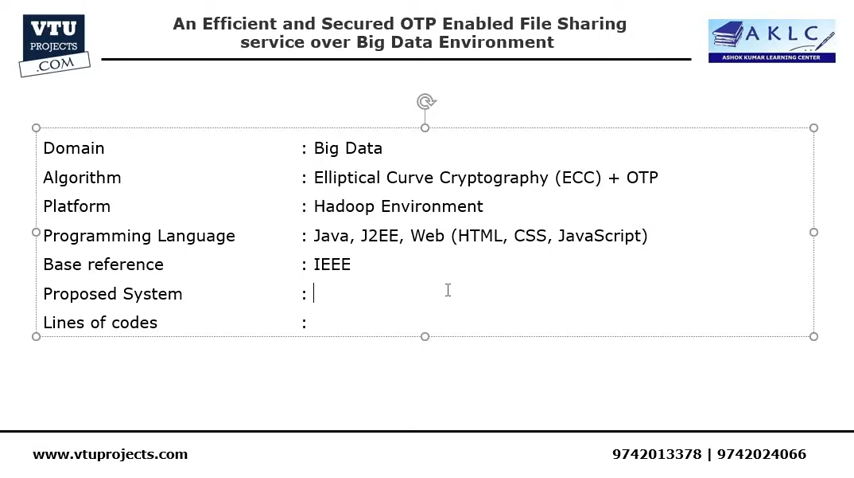 VTU
PROJECTS
.COM
An Efficient and Secured OTP Enabled File Sharing
service over Big Data Environment
AKLC
ASHOK KUMAR LEARNING CENTER
Domain : Big Data
Algorithm : Elliptical Curve Cryptography (ECC) + OTP
Platform : Hadoop Environment
Programming Language : Java, J2EE, Web (HTML, CSS, JavaScript)
Base reference : IEEE
Proposed System :
Lines of codes :
www.vtuprojects.com 9742013378 | 9742024066